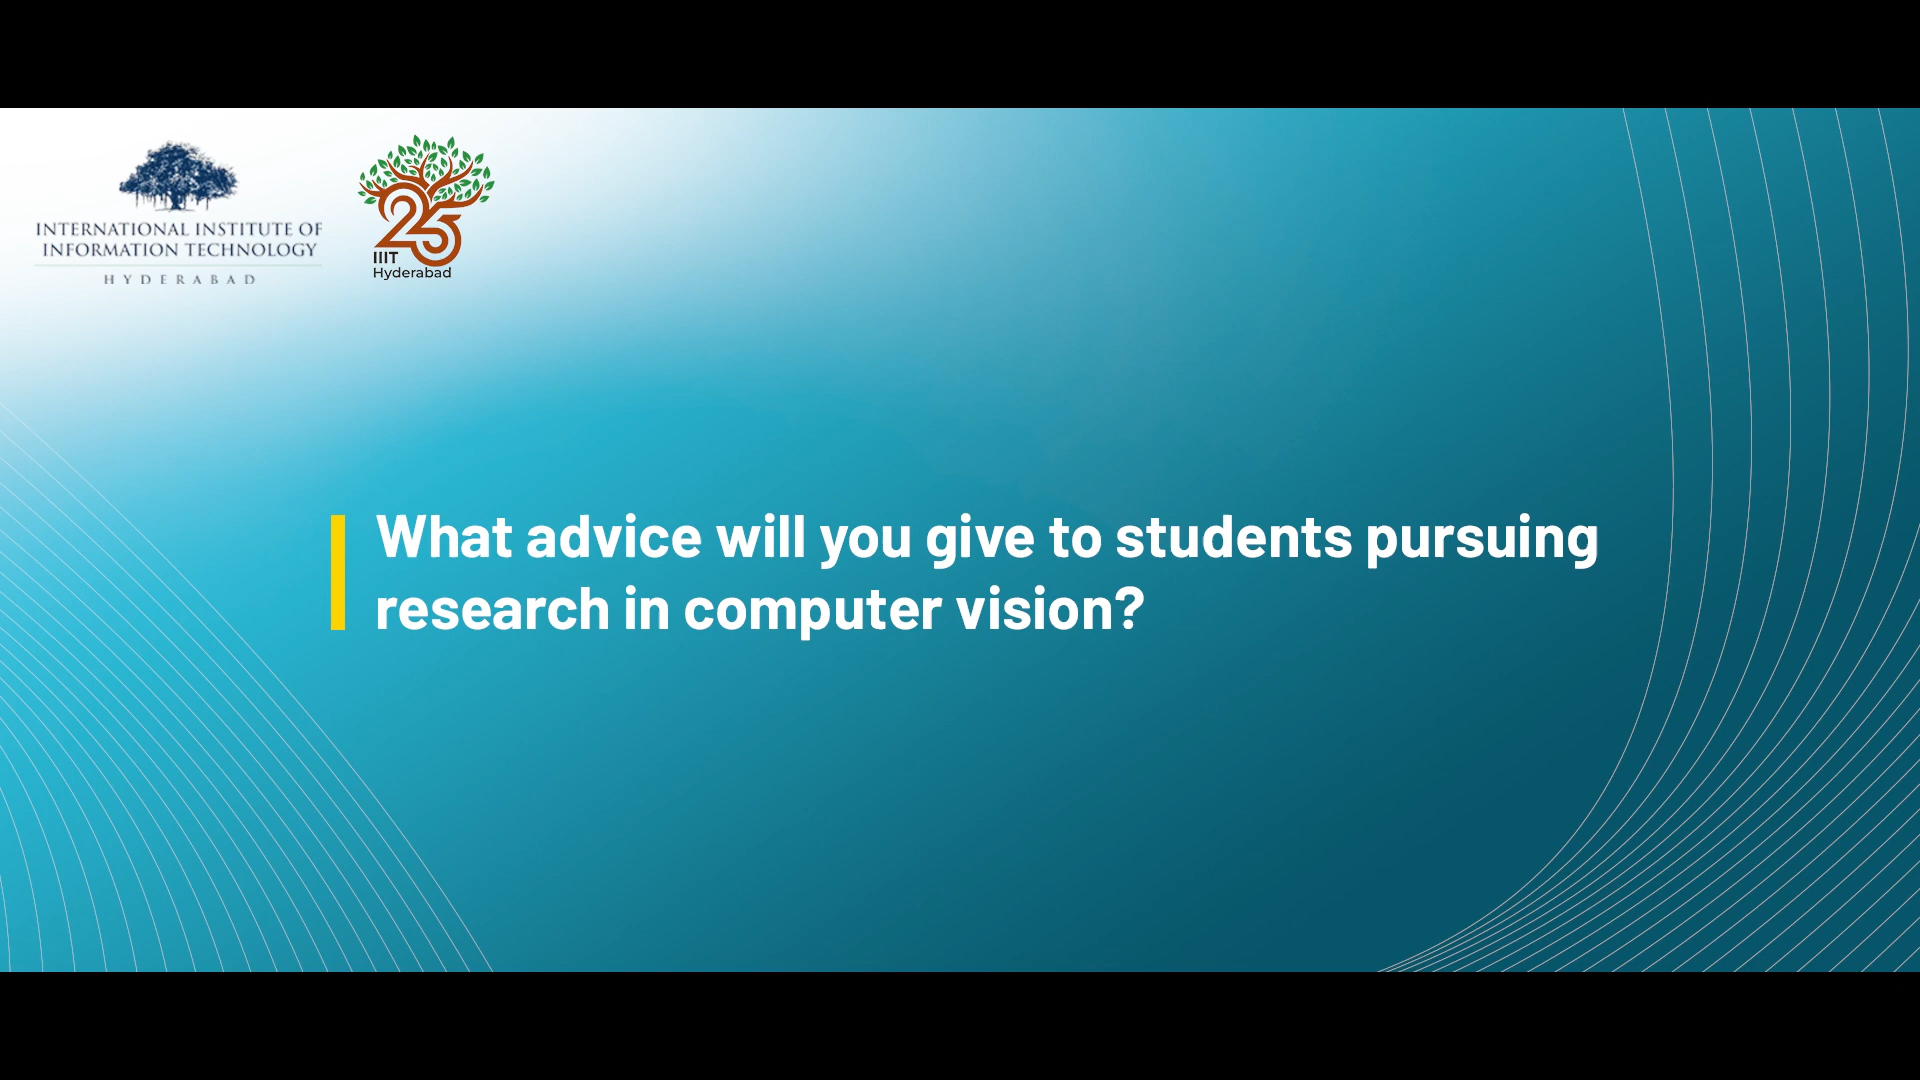 INTERNATIONAL INSTITUTE OF
INFORMATION TECHNOLOGY
HYDERABAD
25
IIIT
Hyderabad
What advice will you give to students pursuing
research in computer vision?